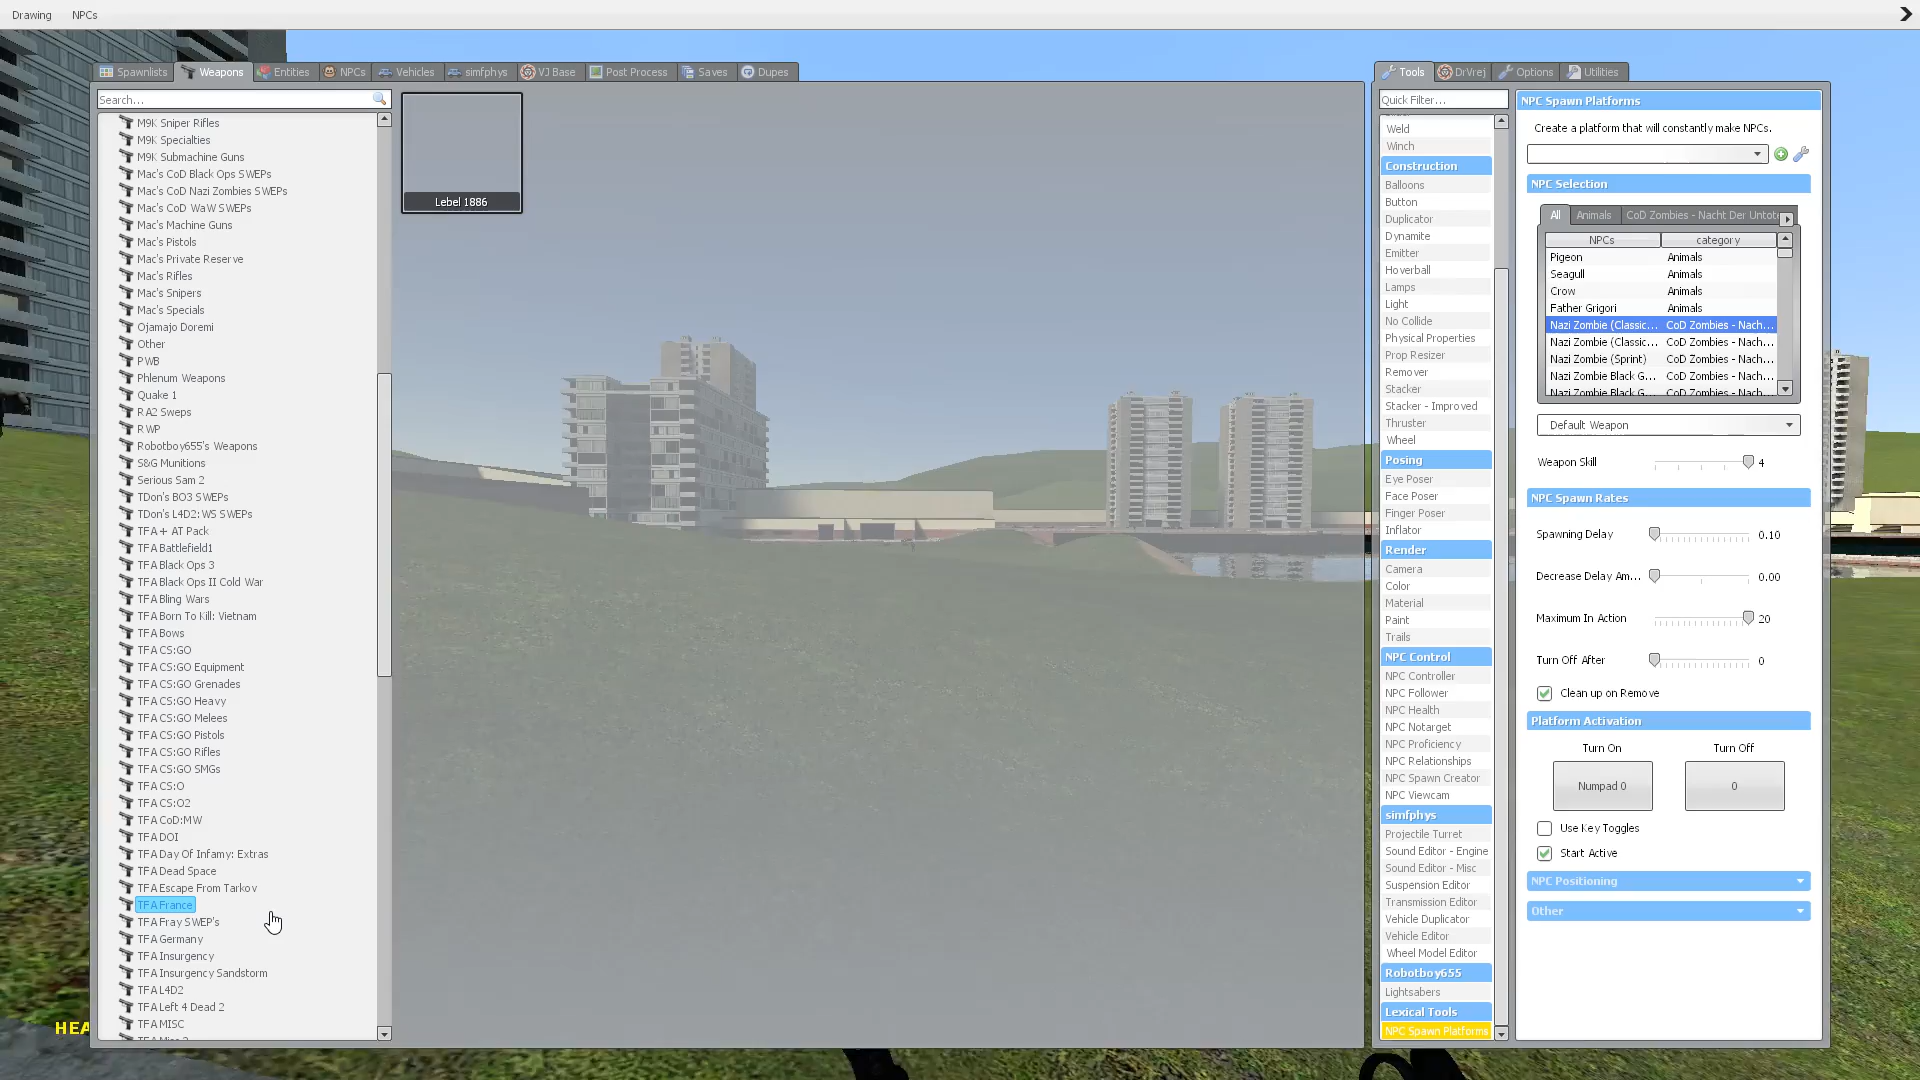 Drawing NPCs
Spawnlists Weapons Entities NPCs Vehicles simfphys VJ Base Post Process Saves Dupes
Search...
M9K Sniper Rifles
M9K Specialties
M9K Submachine Guns
Mac's CoD Black Ops SWEPs
Mac's CoD Nazi Zombies SWEPs
Mac's CoD WaW SWEPs
Mac's Machine Guns
Mac's Pistols
Mac's Private Reserve
Mac's Rifles
Mac's Snipers
Mac's Specials
Ojamajo Doremi
Other
PWB
Phlenum Weapons
Quake 1
RA2 Sweps
RWP
Robotboy655's Weapons
S&G Munitions
Serious Sam 2
TDon's BO3 SWEPs
TDon's L4D2: WS SWEPs
TFA + AT Pack
TFA Battlefield1
TFA Black Ops 3
TFA Black Ops II Cold War
TFA Bling Wars
TFA Born To Kill: Vietnam
TFA Bows
TFA CS:GO
TFA CS:GO Equipment
TFA CS:GO Grenades
TFA CS:GO Heavy
TFA CS:GO Melees
TFA CS:GO Pistols
TFA CS:GO Rifles
TFA CS:GO SMGs
TFA CS:O
TFA CS:O2
TFA CoD:MW
TFA DOI
TFA Day Of Infamy: Extras
TFA Dead Space
TFA Escape From Tarkov
TFA France
TFA Fray SWEP's
TFA Germany
TFA Insurgency
TFA Insurgency Sandstorm
TFA L4D2
TFA Left 4 Dead 2
TFA MISC
HEA
Lebel 1886
Tools DrVrej Options Utilities
Quick Filter...
Weld
Winch
Construction
Balloons
Button
Duplicator
Dynamite
Emitter
Hoverball
Lamps
Light
No Collide
Physical Properties
Prop Resizer
Remover
Stacker
Stacker - Improved
Thruster
Wheel
Posing
Eye Poser
Face Poser
Finger Poser
Inflator
Render
Camera
Color
Material
Paint
Trails
NPC Control
NPC Controller
NPC Follower
NPC Health
NPC Notarget
NPC Proficiency
NPC Relationships
NPC Spawn Creator
NPC Viewcam
simfphys
Projectile Turret
Sound Editor - Engine
Sound Editor - Misc
Suspension Editor
Transmission Editor
Vehicle Duplicator
Vehicle Editor
Wheel Model Editor
Robotboy655
Lightsabers
Lexical Tools
NPC Spawn Platforms
NPC Spawn Platforms
Create a platform that will constantly make NPCs.
NPC Selection
All Animals CoD Zombies - Nacht Der Untote
NPCs category
Pigeon Animals
Seagull Animals
Crow Animals
Father Grigori Animals
Nazi Zombie (Classic... CoD Zombies - Nach...
Nazi Zombie (Classic... CoD Zombies - Nach...
Nazi Zombie (Sprint) CoD Zombies - Nach...
Nazi Zombie Black G... CoD Zombies - Nach...
Nazi Zombie Black G... CoD Zombies - Nach...
Default Weapon
Weapon Skill 4
NPC Spawn Rates
Spawning Delay 0.10
Decrease Delay Am... 0.00
Maximum In Action 20
Turn Off After 0
Clean up on Remove
Platform Activation
Turn On Turn Off
Numpad 0 0
Use Key Toggles
Start Active
NPC Positioning
Other